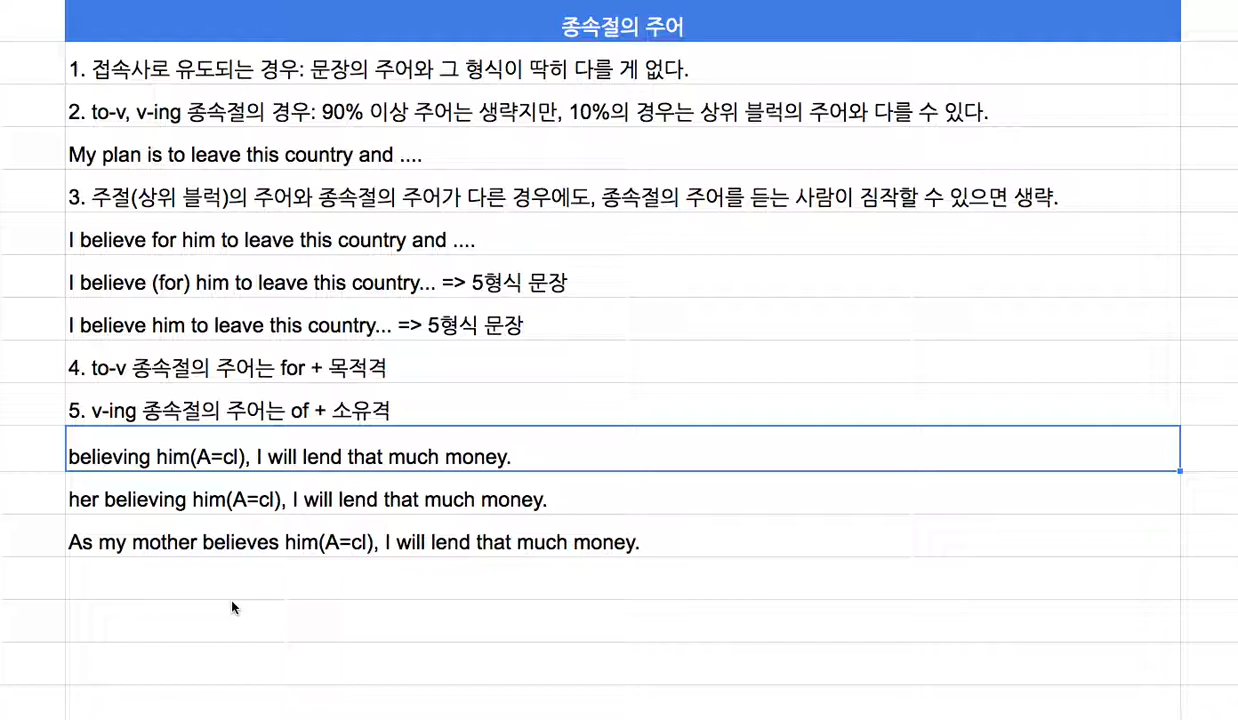 종속절의 주어
1. 접속사로 유도되는 경우: 문장의 주어와 그 형식이 딱히 다를 게 없다.
2. to-v, v-ing 종속절의 경우: 90% 이상 주어는 생략지만, 10%의 경우는 상위 블럭의 주어와 다를 수 있다.
My plan is to leave this country and ....
3. 주절(상위 블럭)의 주어와 종속절의 주어가 다른 경우에도, 종속절의 주어를 듣는 사람이 짐작할 수 있으면 생략.
I believe for him to leave this country and ....
I believe (for) him to leave this country... => 5형식 문장
I believe him to leave this country... => 5형식 문장
4. to-v 종속절의 주어는 for + 목적격
5. v-ing 종속절의 주어는 of + 소유격
believing him(A=cl), I will lend that much money.
her believing him(A=cl), I will lend that much money.
As my mother believes him(A=cl), I will lend that much money.